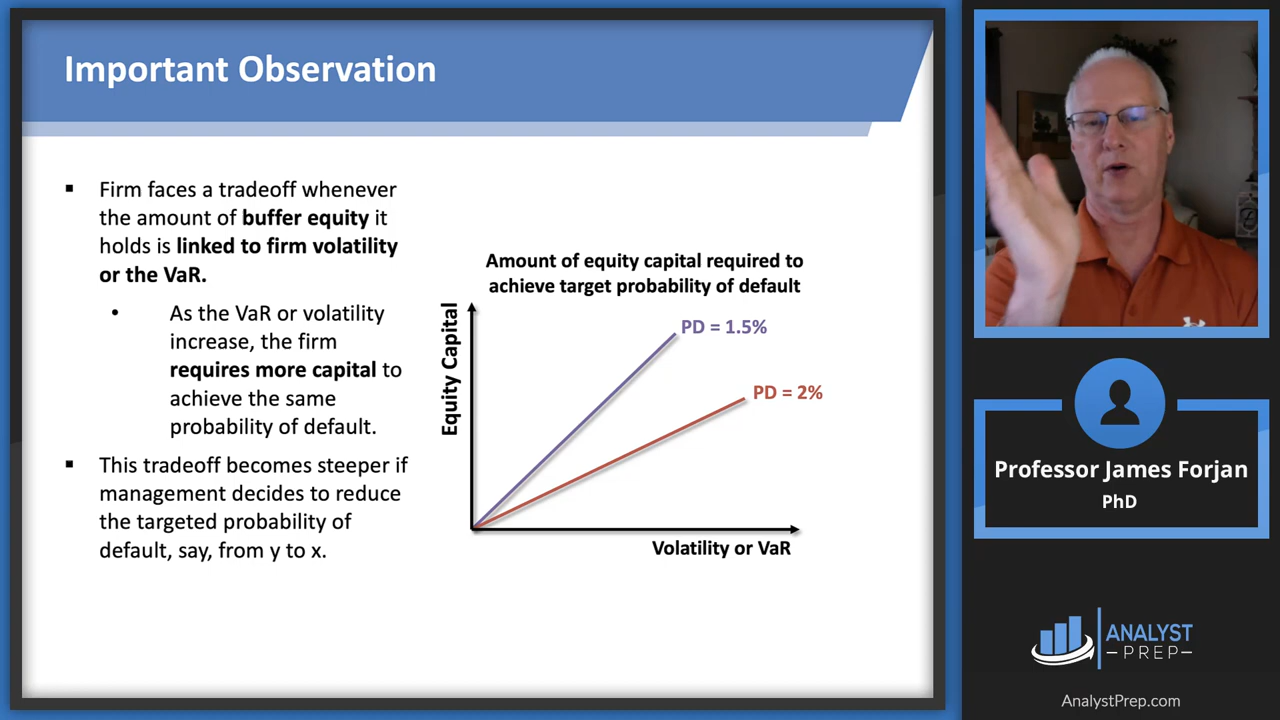 Important Observation
▪ Firm faces a tradeoff whenever
the amount of buffer equity it
holds is linked to firm volatility
or the VaR.
• As the VaR or volatility
increase, the firm
requires more capital to
achieve the same
probability of default.
▪ This tradeoff becomes steeper if
management decides to reduce
the targeted probability of
default, say, from y to x.
Amount of equity capital required to
achieve target probability of default
Equity Capital
PD = 1.5%
PD = 2%
Volatility or VaR
Professor James Forjan
PhD
ANALYST
PREP
AnalystPrep.com